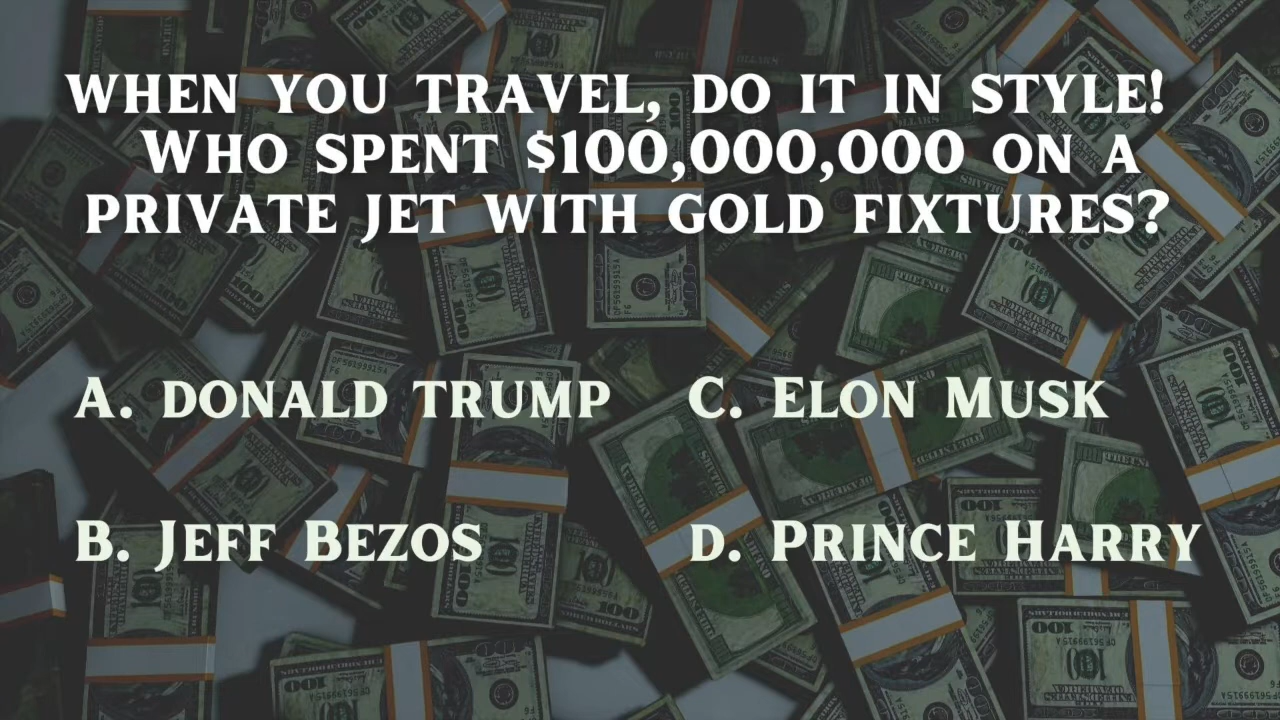 WHEN YOU TRAVEL, DO IT IN STYLE!
WHO SPENT $100,000,000 ON A
PRIVATE JET WITH GOLD FIXTURES?
A. DONALD TRUMP
C. ELON MUSK
B. JEFF BEZOS
D. PRINCE HARRY